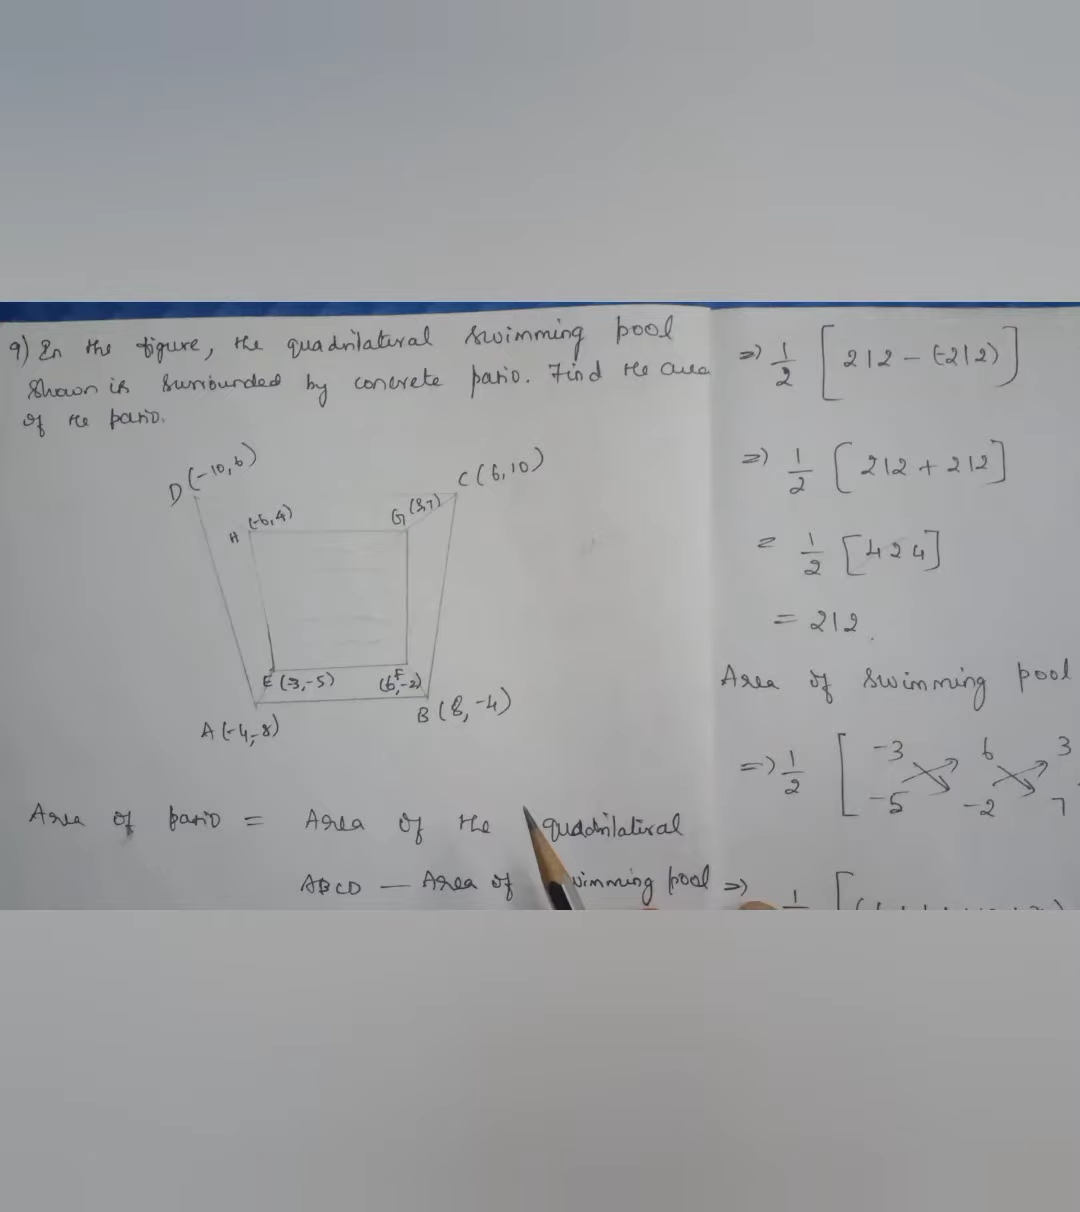 9) In the figure, the quadrilateral swimming pool
shown is surrounded by concrete patio. Find the area
of the patio.
D (-10,6)
C (6,10)
H (-6,4)
G (3,7)
E (3,-5)
F (6,-2)
A (-4,-8)
B (8,-4)
Area of patio = Area of the quadrilateral
ABCD - Area of wimming pool
=) 1/2 [212 - (-212)]
=) 1/2 [212 + 212]
= 1/2 [424]
= 212.
Area of swimming pool
=) 1/2 [ -3 6 3
-5 -2 7
=) 1